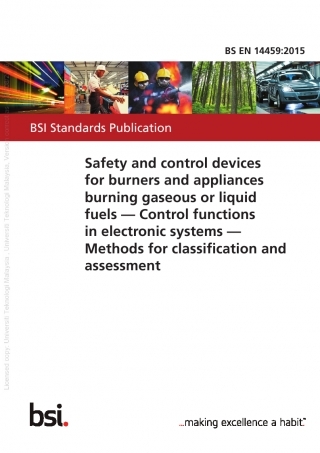 BS EN 14459:2015
BSI Standards Publication
Safety and control devices
for burners and appliances
burning gaseous or liquid
fuels — Control functions
in electronic systems —
Methods for classification and
assessment
bsi.
...making excellence a habit.™
Licensed copy: Universiti Teknologi Malaysia, Universiti Teknologi Malaysia, Version